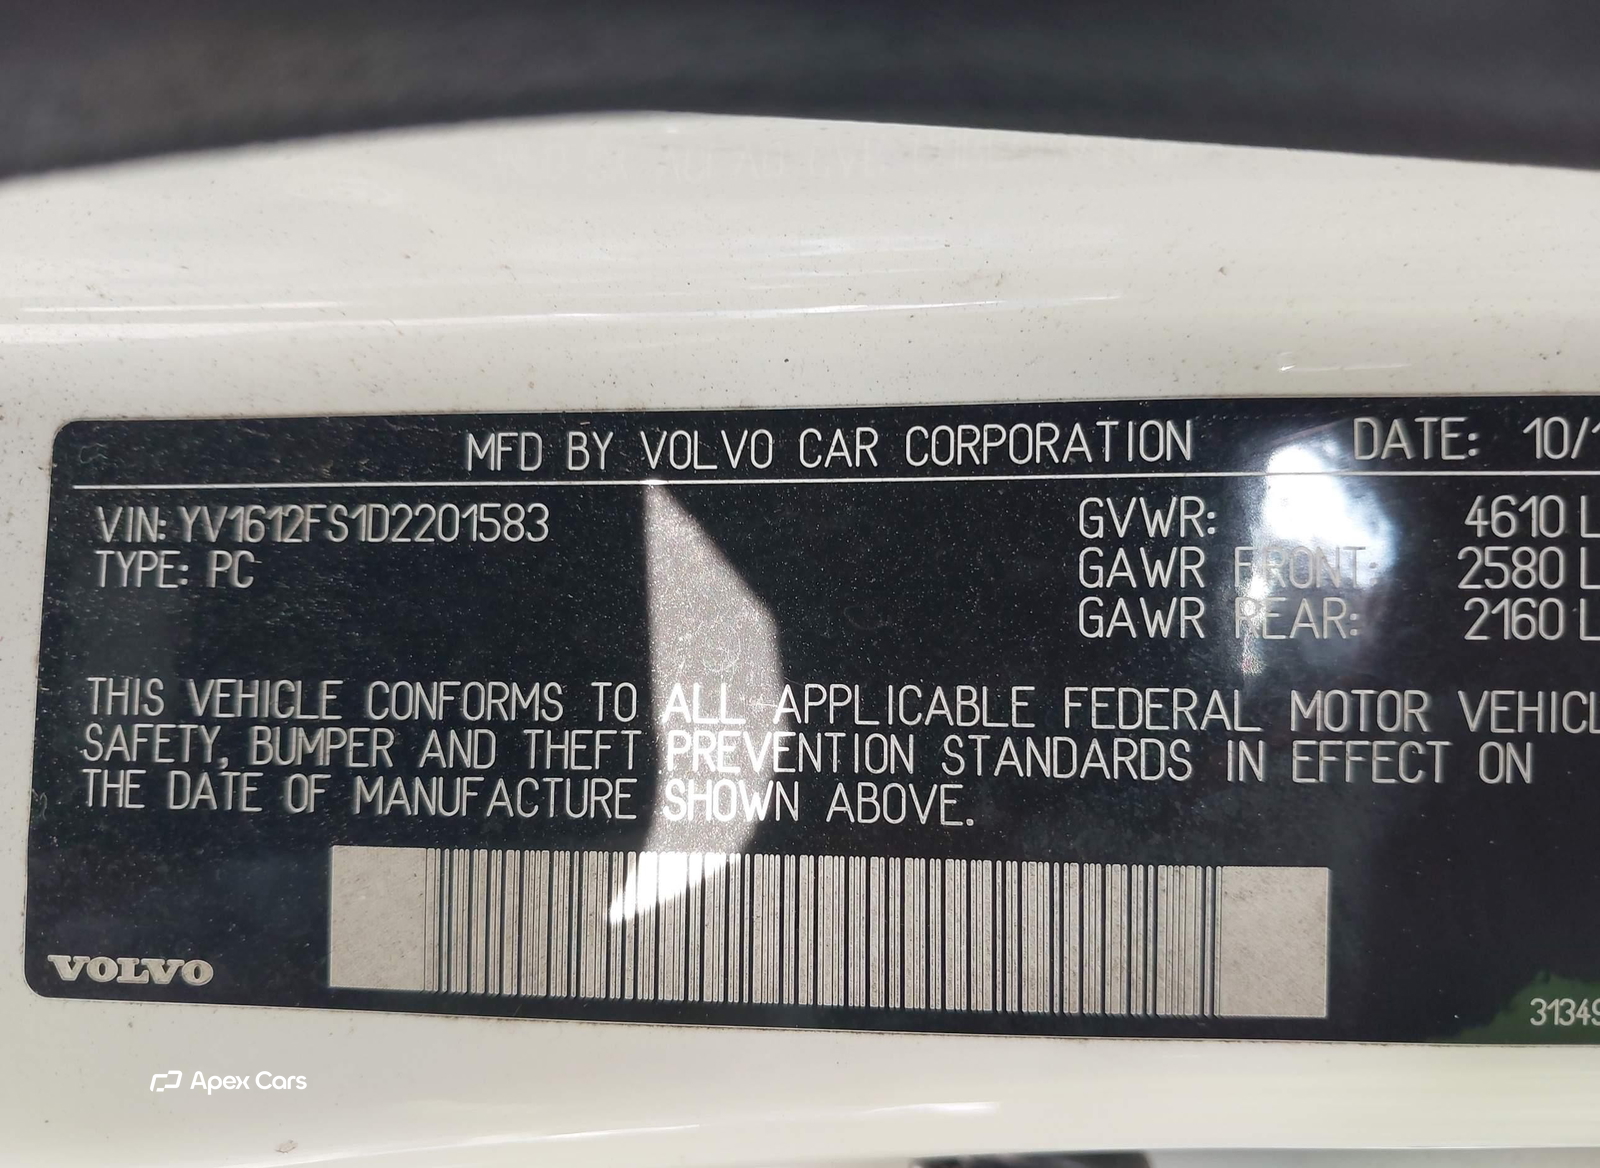 MFD BY VOLVO CAR CORPORATION DATE: 10/1
VIN: YV1612FS1D2201583 GVWR: 4610 L
TYPE: PC GAWR FRONT: 2580 L
GAWR REAR: 2160 L
THIS VEHICLE CONFORMS TO ALL APPLICABLE FEDERAL MOTOR VEHICL
SAFETY, BUMPER AND THEFT PREVENTION STANDARDS IN EFFECT ON
THE DATE OF MANUFACTURE SHOWN ABOVE.
VOLVO
31349
Apex Cars